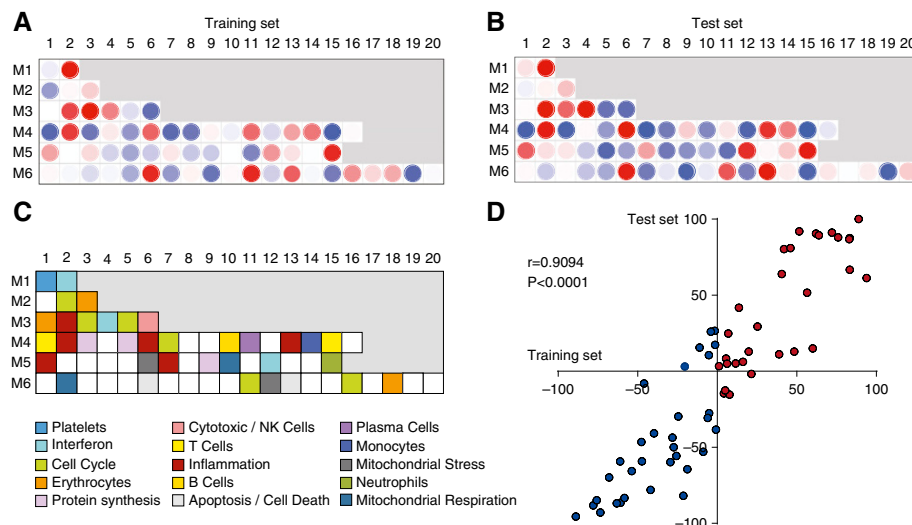 A
Training set
1 2 3 4 5 6 7 8 9 10 11 12 13 14 15 16 17 18 19 20
M1
M2
M3
M4
M5
M6
B
Test set
1 2 3 4 5 6 7 8 9 10 11 12 13 14 15 16 17 18 19 20
M1
M2
M3
M4
M5
M6
C
1 2 3 4 5 6 7 8 9 10 11 12 13 14 15 16 17 18 19 20
M1
M2
M3
M4
M5
M6
Platelets
Interferon
Cell Cycle
Erythrocytes
Protein synthesis
Cytotoxic / NK Cells
T Cells
Inflammation
B Cells
Apoptosis / Cell Death
Plasma Cells
Monocytes
Mitochondrial Stress
Neutrophils
Mitochondrial Respiration
D
Test set
100
r=0.9094
P<0.0001
50
Training set
−100 −50 0 50 100
−50
−100